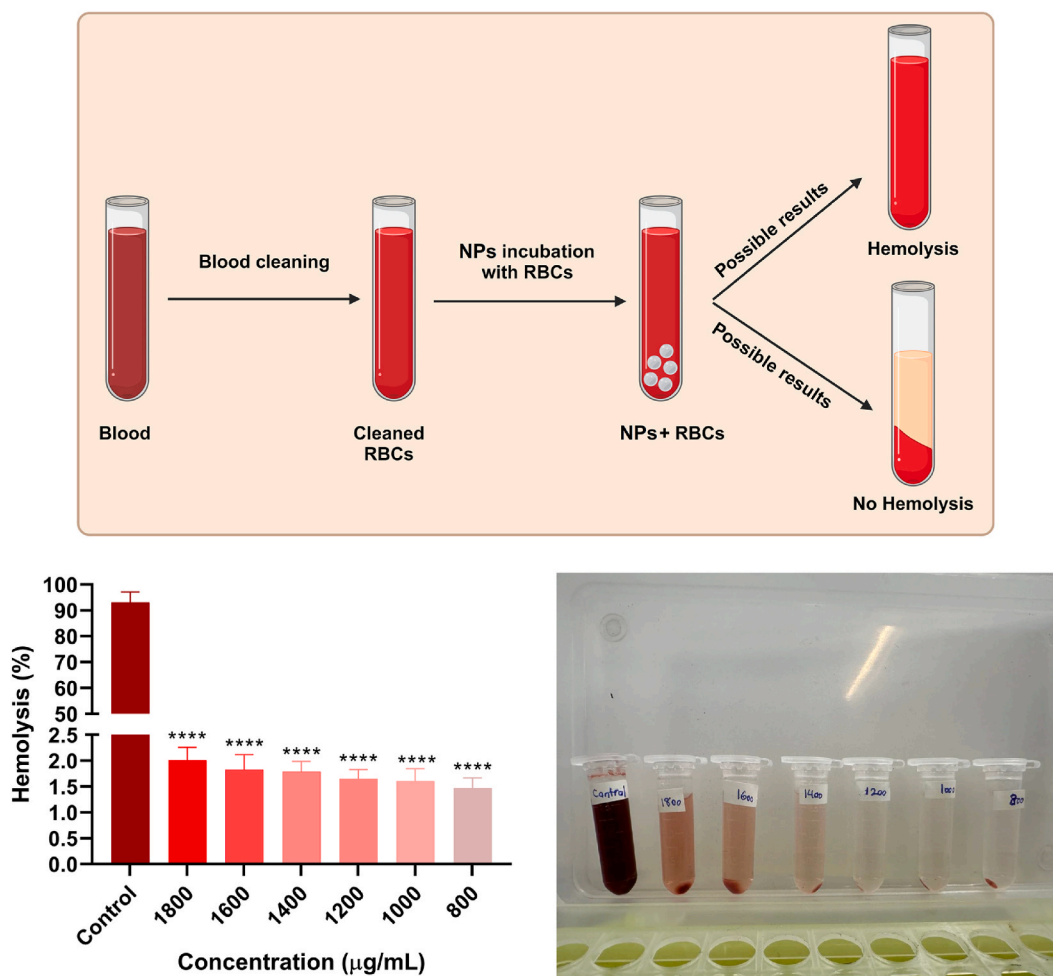 Possible results
Hemolysis
Blood cleaning
NPs incubation
with RBCs
Possible results
Blood
Cleaned
RBCs
NPs+ RBCs
No Hemolysis
Hemolysis (%)
100
90
80
70
60
50
2.5
2.0
1.5
1.0
0.5
0.0
****
****
****
****
****
****
Control
1800
1600
1400
1200
1000
800
Concentration (μg/mL)
Control
1800
1600
1400
1200
1000
800